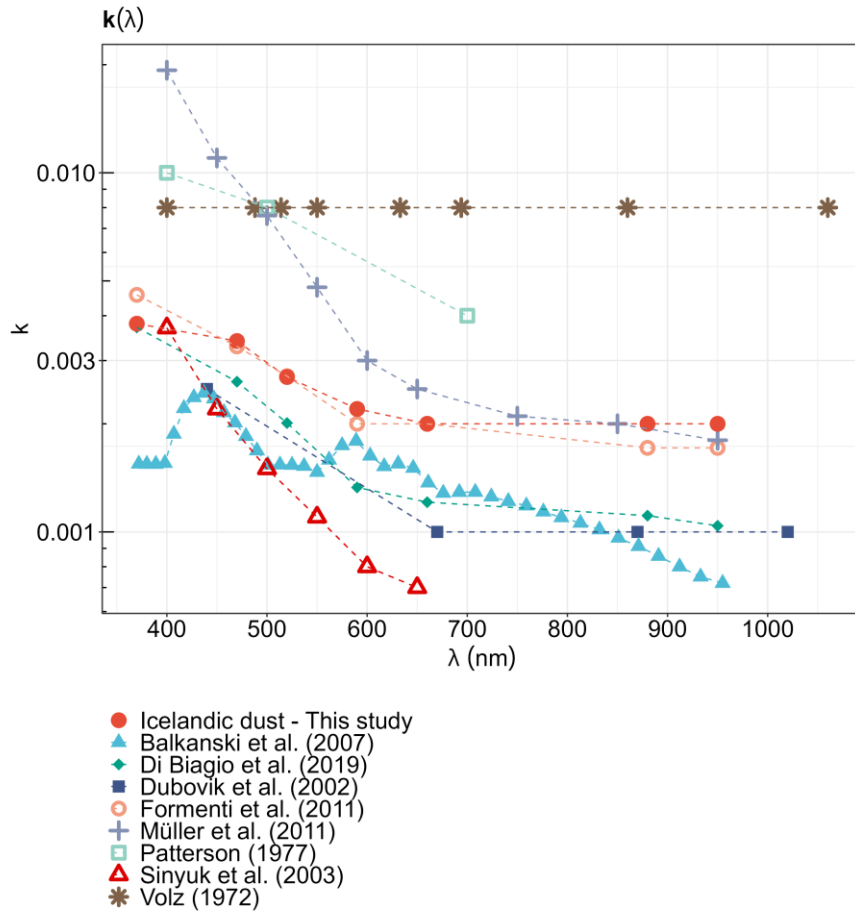 k(λ)
0.010
0.003
0.001
k
400 500 600 700 800 900 1000
λ (nm)
Icelandic dust - This study
Balkanski et al. (2007)
Di Biagio et al. (2019)
Dubovik et al. (2002)
Formenti et al. (2011)
Müller et al. (2011)
Patterson (1977)
Sinyuk et al. (2003)
Volz (1972)